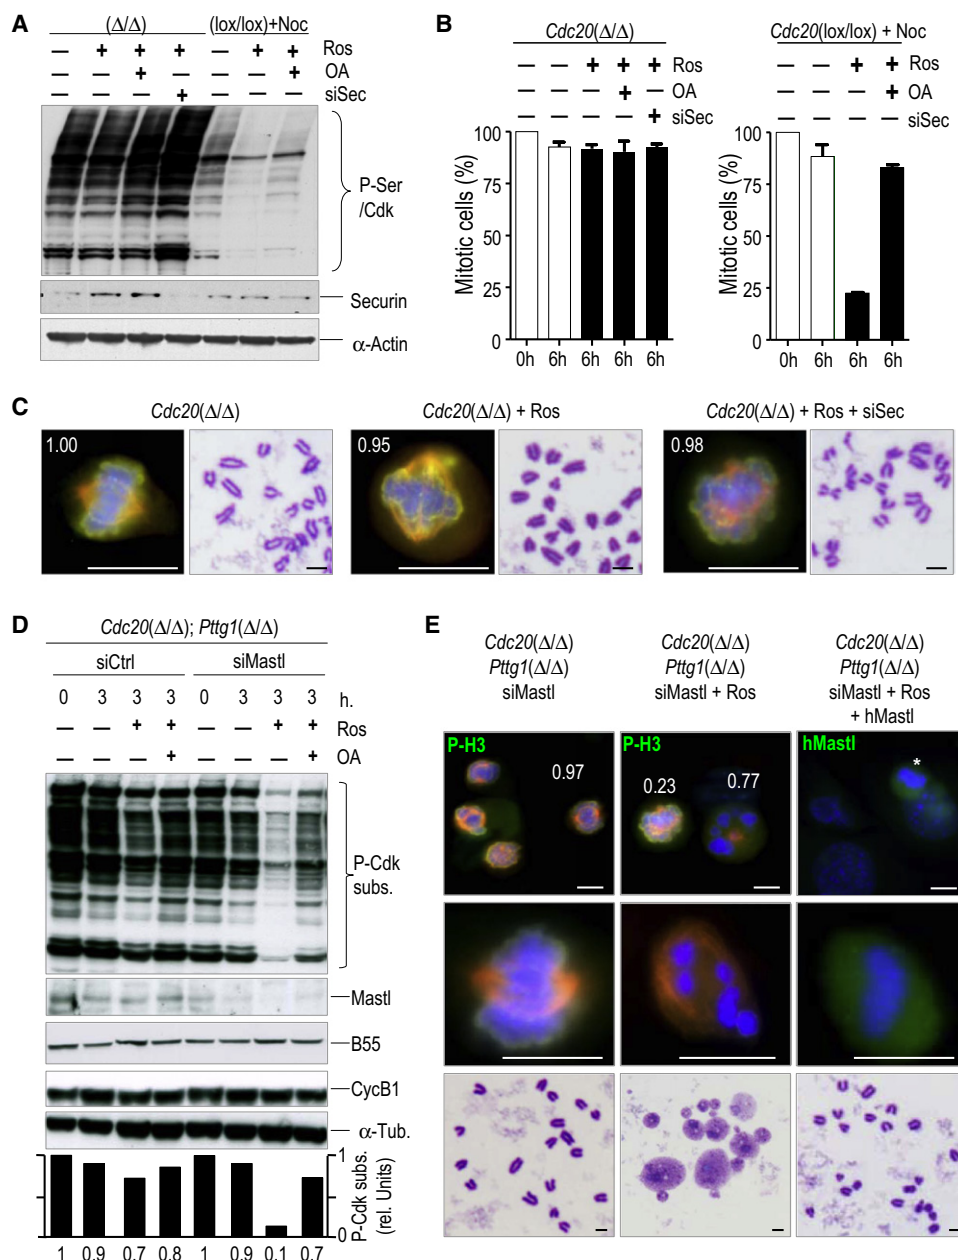 A
(Δ/Δ) (lox/lox)+Noc
— + + + — + + Ros
— — + — — — + OA
— — — + — — — siSec
P-Ser
/Cdk
Securin
α-Actin
B
Cdc20(Δ/Δ)
— — + + + Ros
— — — + — OA
— — — — + siSec
Mitotic cells (%)
100
75
50
25
0
0h 6h 6h 6h 6h
Cdc20(lox/lox) + Noc
— — + + Ros
— — — + OA
— — — — siSec
Mitotic cells (%)
100
75
50
25
0
0h 6h 6h 6h
C
Cdc20(Δ/Δ)
1.00
Cdc20(Δ/Δ) + Ros
0.95
Cdc20(Δ/Δ) + Ros + siSec
0.98
D
Cdc20(Δ/Δ); Pttg1(Δ/Δ)
siCtrl siMastl
0 3 3 3 0 3 3 3 h.
— — + + — — + + Ros
— — — + — — — + OA
P-Cdk
subs.
Mastl
B55
CycB1
α-Tub.
P-Cdk subs.
(rel. Units)
1
0
1 0.9 0.7 0.8 1 0.9 0.1 0.7
E
Cdc20(Δ/Δ)
Pttg1(Δ/Δ)
siMastl
Cdc20(Δ/Δ)
Pttg1(Δ/Δ)
siMastl + Ros
Cdc20(Δ/Δ)
Pttg1(Δ/Δ)
siMastl + Ros
+ hMastl
P-H3
0.97
P-H3
0.23 0.77
hMastl
*